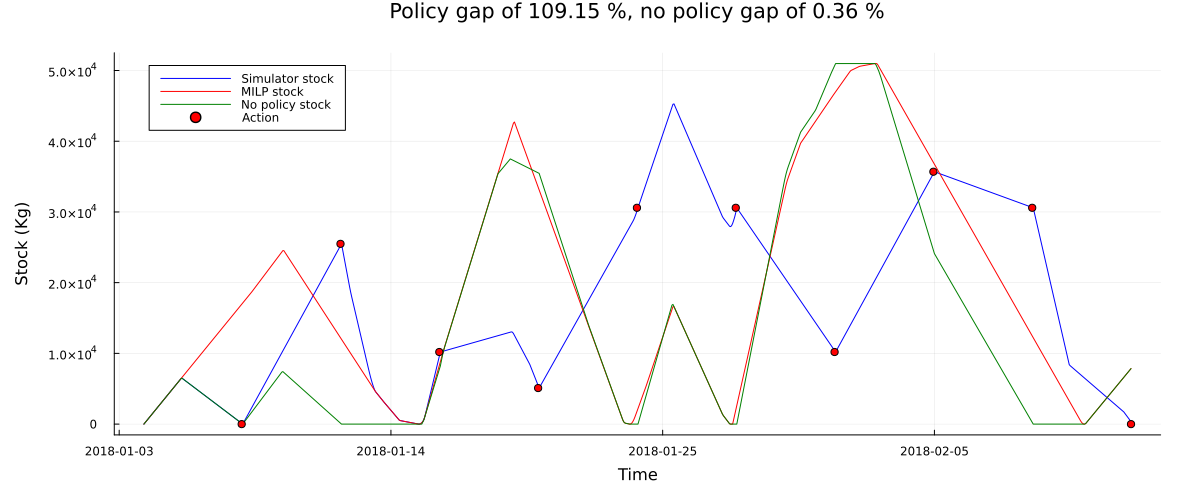 Policy gap of 109.15 %, no policy gap of 0.36 %
Simulator stock
MILP stock
No policy stock
Action
5.0×10⁴
4.0×10⁴
3.0×10⁴
2.0×10⁴
1.0×10⁴
0
Stock (Kg)
2018-01-03 2018-01-14 2018-01-25 2018-02-05
Time